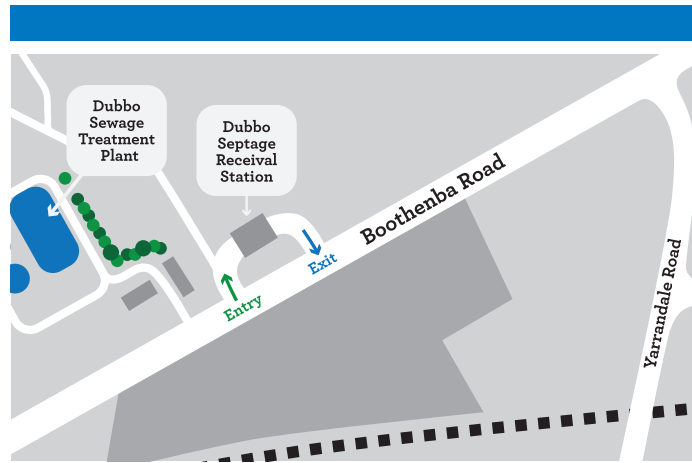 Dubbo
Sewage
Treatment
Plant
Dubbo
Septage
Receival
Station
Boothenba Road
Exit
Entry
Yarrandale Road